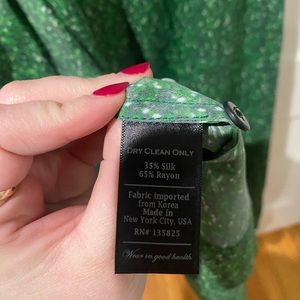 DRY CLEAN ONLY
35% Silk
65% Rayon
Fabric imported
from Korea
Made in
New York City, USA
RN# 135825
Wear in good health